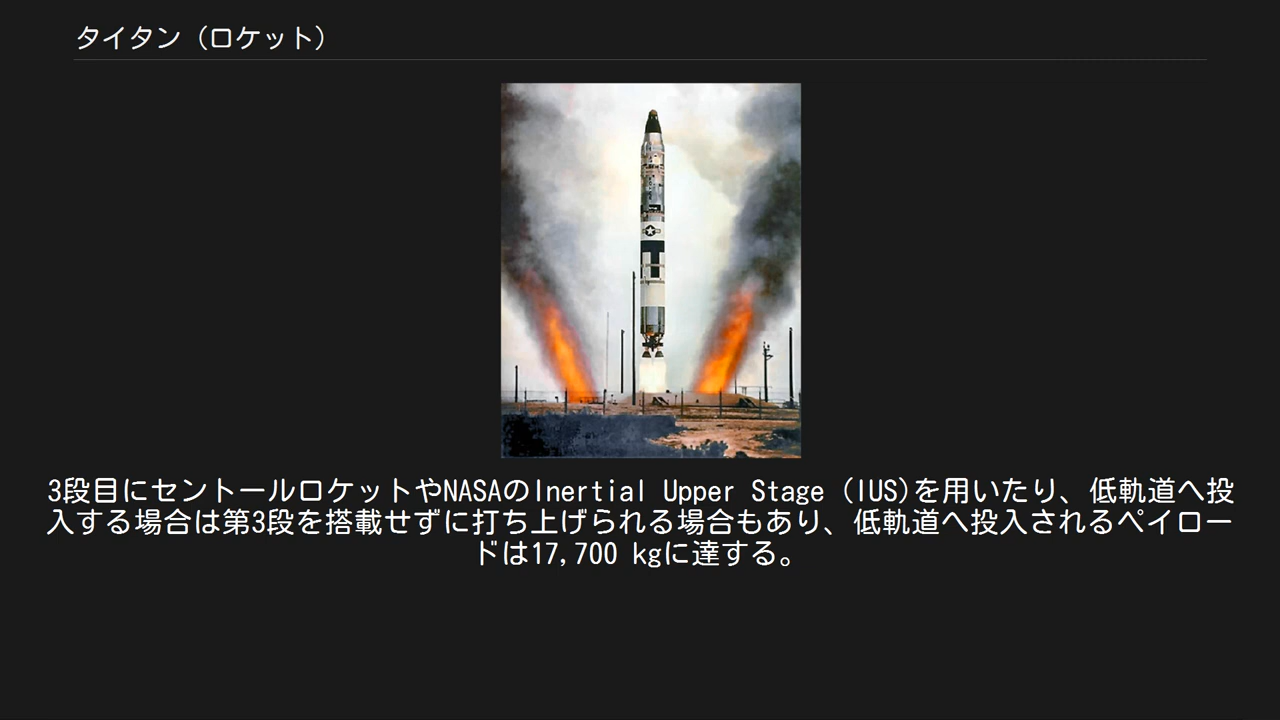 タイタン（ロケット）
3段目にセントールロケットやNASAのInertial Upper Stage (IUS)を用いたり、低軌道へ投
入する場合は第3段を搭載せずに打ち上げられる場合もあり、低軌道へ投入されるペイロー
ドは17,700 kgに達する。